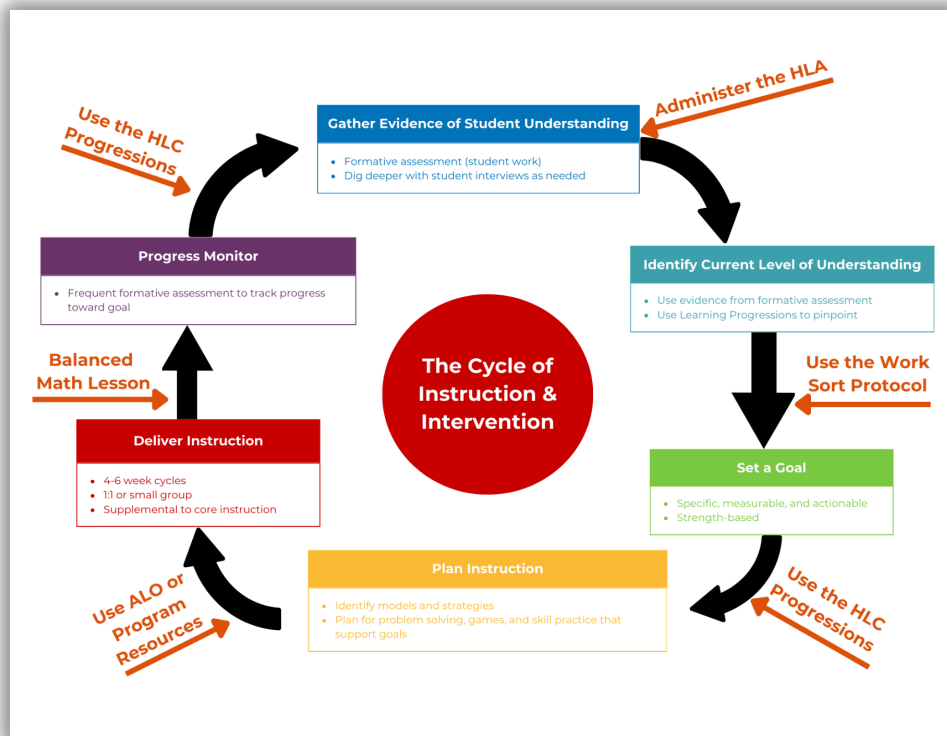 Administer the HLA
Gather Evidence of Student Understanding
• Formative assessment (student work)
• Dig deeper with student interviews as needed
Use the HLC
Progressions
Identify Current Level of Understanding
• Use evidence from formative assessment
• Use Learning Progressions to pinpoint
Progress Monitor
• Frequent formative assessment to track progress
toward goal
The Cycle of
Instruction &
Intervention
Use the Work
Sort Protocol
Balanced
Math Lesson
Set a Goal
• Specific, measurable, and actionable
• Strength-based
Deliver Instruction
• 4-6 week cycles
• 1:1 or small group
• Supplemental to core instruction
Use the HLC
Progressions
Plan Instruction
• Identify models and strategies
• Plan for problem solving, games, and skill practice that
support goals
Use ALO or
Program
Resources